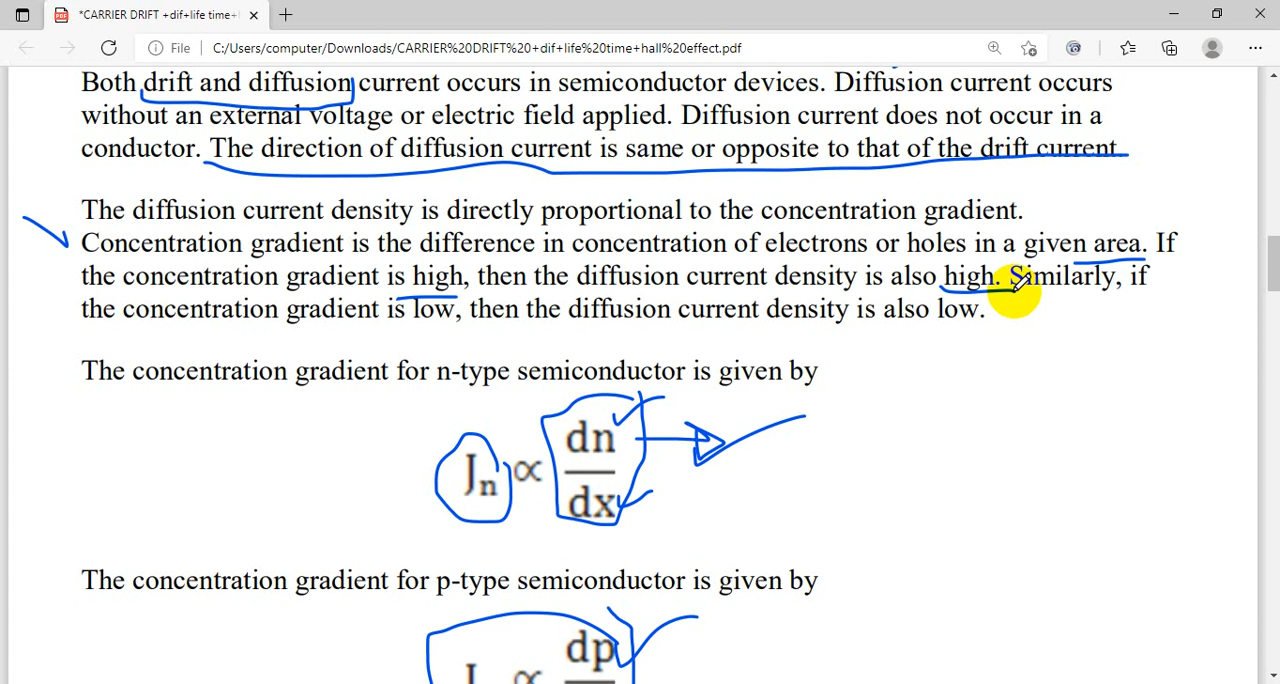 *CARRIER DRIFT +dif+life time+
File C:/Users/computer/Downloads/CARRIER%20DRIFT%20+dif+life%20time+hall%20effect.pdf
Both drift and diffusion current occurs in semiconductor devices. Diffusion current occurs
without an external voltage or electric field applied. Diffusion current does not occur in a
conductor. The direction of diffusion current is same or opposite to that of the drift current.
The diffusion current density is directly proportional to the concentration gradient.
Concentration gradient is the difference in concentration of electrons or holes in a given area. If
the concentration gradient is high, then the diffusion current density is also high. Similarly, if
the concentration gradient is low, then the diffusion current density is also low.
The concentration gradient for n-type semiconductor is given by
Jn ∝ dn/dx
The concentration gradient for p-type semiconductor is given by
J ∝ dp